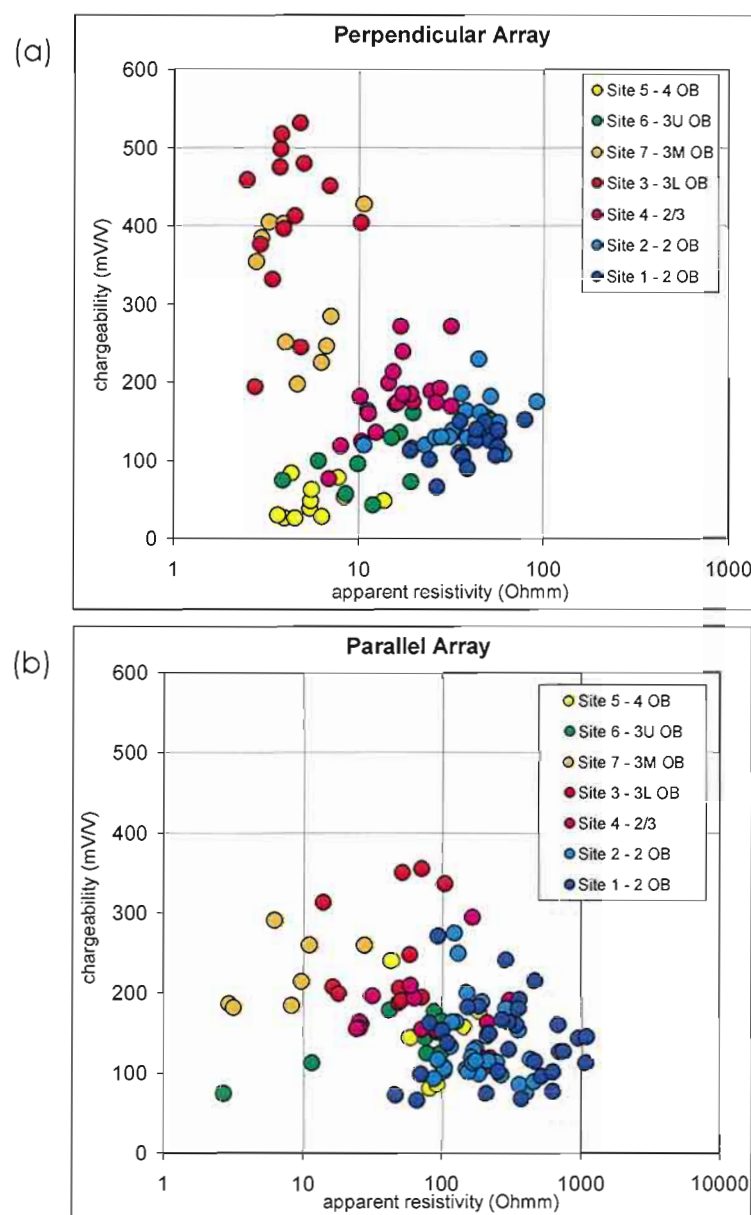 (a)
Perpendicular Array
600
500
400
300
200
100
0
chargeability (mV/V)
Site 5 - 4 OB
Site 6 - 3U OB
Site 7 - 3M OB
Site 3 - 3L OB
Site 4 - 2/3
Site 2 - 2 OB
Site 1 - 2 OB
1
10
100
1000
apparent resistivity (Ohmm)
(b)
Parallel Array
600
500
400
300
200
100
0
chargeability (mV/V)
Site 5 - 4 OB
Site 6 - 3U OB
Site 7 - 3M OB
Site 3 - 3L OB
Site 4 - 2/3
Site 2 - 2 OB
Site 1 - 2 OB
1
10
100
1000
10000
apparent resistivity (Ohmm)